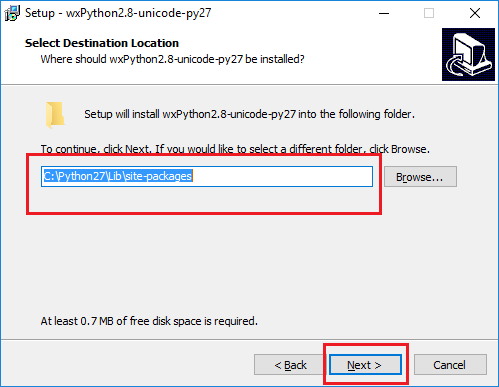 Setup - wxPython2.8-unicode-py27
Select Destination Location
Where should wxPython2.8-unicode-py27 be installed?
Setup will install wxPython2.8-unicode-py27 into the following folder.
To continue, click Next. If you would like to select a different folder, click Browse.
C:\Python27\Lib\site-packages
Browse...
At least 0.7 MB of free disk space is required.
< Back
Next >
Cancel